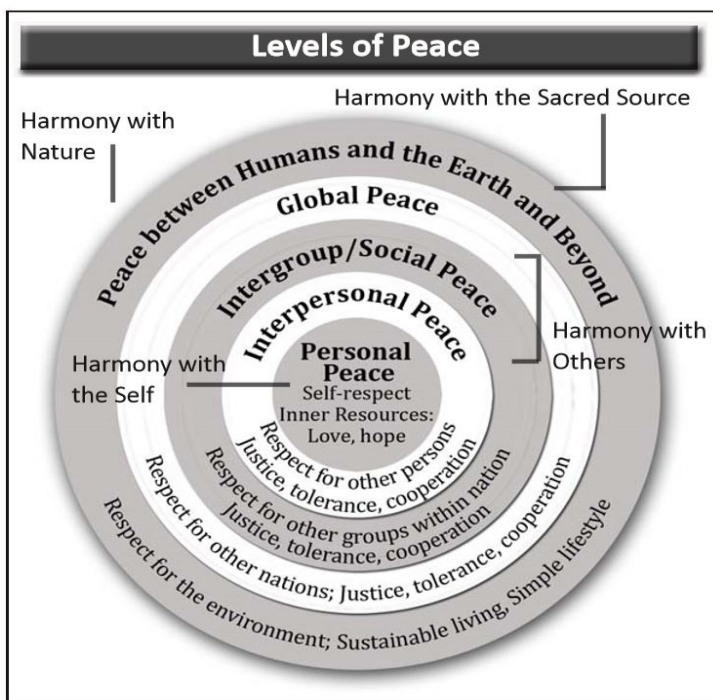 Levels of Peace
Harmony with the Sacred Source
Harmony with
Nature
Peace between Humans and the Earth and Beyond
Global Peace
Intergroup/Social Peace
Interpersonal Peace
Personal
Peace
Self-respect
Inner Resources:
Love, hope
Harmony with
the Self
Harmony with
Others
Respect for other persons
Justice, tolerance, cooperation
Respect for other groups within nation
Justice, tolerance, cooperation
Respect for other nations; Justice, tolerance, cooperation
Respect for the environment; Sustainable living, Simple lifestyle